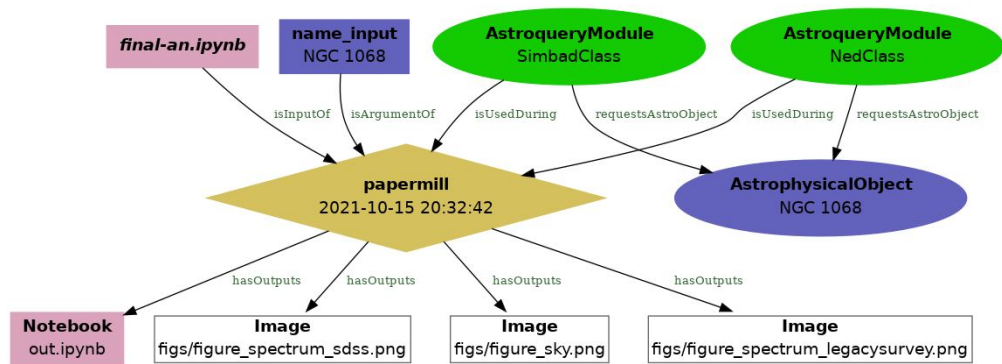 final-an.ipynb
name_input
NGC 1068
AstroqueryModule
SimbadClass
AstroqueryModule
NedClass
isInputOf
isArgumentOf
isUsedDuring
requestsAstroObject
isUsedDuring
requestsAstroObject
papermill
2021-10-15 20:32:42
AstrophysicalObject
NGC 1068
hasOutputs
hasOutputs
hasOutputs
hasOutputs
Notebook
out.ipynb
Image
figs/figure_spectrum_sdss.png
Image
figs/figure_sky.png
Image
figs/figure_spectrum_legacysurvey.png